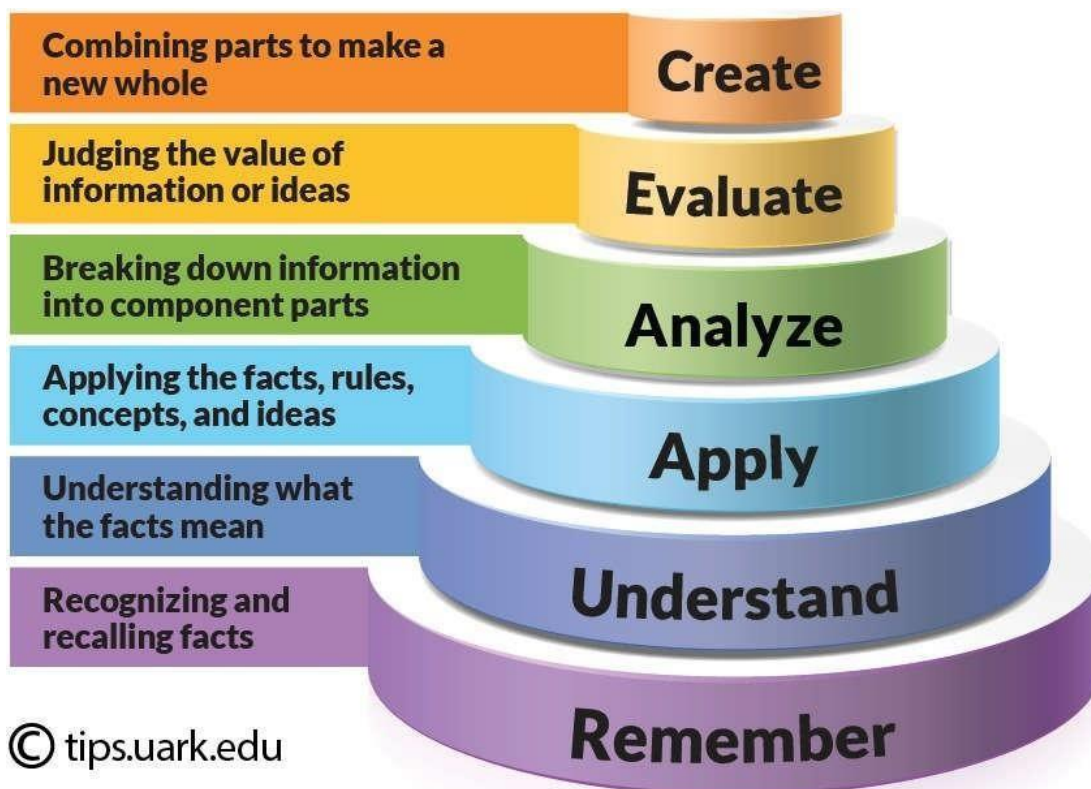 Combining parts to make a
new whole
Create
Judging the value of
information or ideas
Evaluate
Breaking down information
into component parts
Analyze
Applying the facts, rules,
concepts, and ideas
Apply
Understanding what
the facts mean
Understand
Recognizing and
recalling facts
Remember
© tips.uark.edu